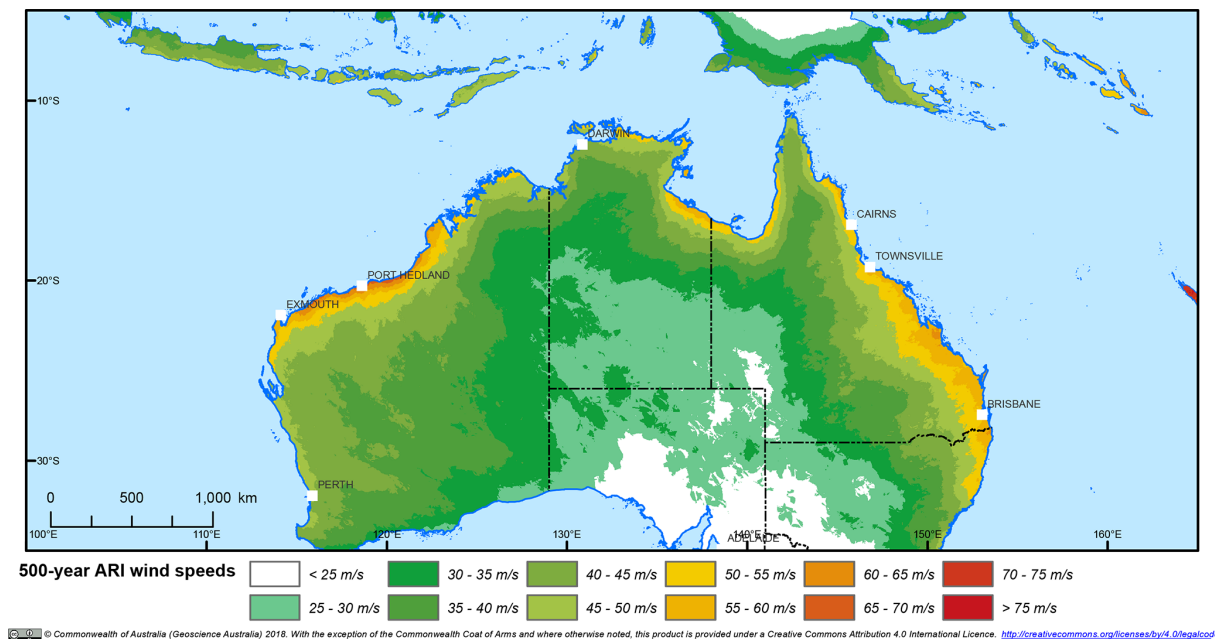 DARWIN
10°S
CAIRNS
TOWNSVILLE
PORT HEDLAND
20°S
EXMOUTH
BRISBANE
30°S
PERTH
0 500 1,000 km
100°E 110°E 120°E 130°E 140°E 150°E 160°E
ADELAIDE
500-year ARI wind speeds
< 25 m/s 30 - 35 m/s 40 - 45 m/s 50 - 55 m/s 60 - 65 m/s 70 - 75 m/s
25 - 30 m/s 35 - 40 m/s 45 - 50 m/s 55 - 60 m/s 65 - 70 m/s > 75 m/s
© Commonwealth of Australia (Geoscience Australia) 2018. With the exception of the Commonwealth Coat of Arms and where otherwise noted, this product is provided under a Creative Commons Attribution 4.0 International Licence. http://creativecommons.org/licenses/by/4.0/legalcod